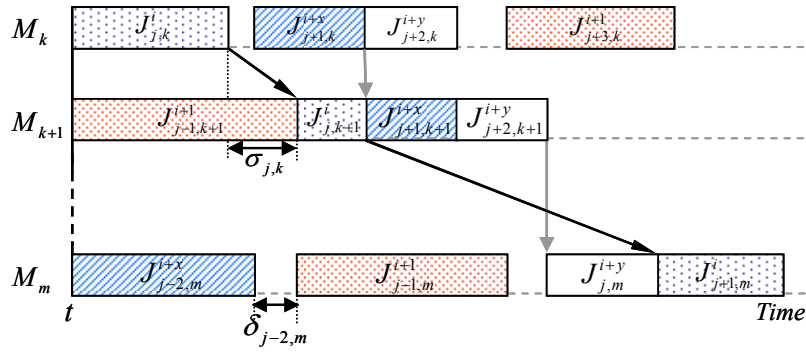 M_k J^i_{j,k} J^{i+x}_{j+1,k} J^{i+y}_{j+2,k} J^{i+1}_{j+3,k}
M_{k+1} J^{i+1}_{j-1,k+1} J^i_{j,k+1} J^{i+x}_{j+1,k+1} J^{i+y}_{j+2,k+1}
σ_{j,k}
M_m J^{i+x}_{j-2,m} J^{i+1}_{j-1,m} J^{i+y}_{j,m} J^i_{j+1,m}
t Time
δ_{j-2,m}